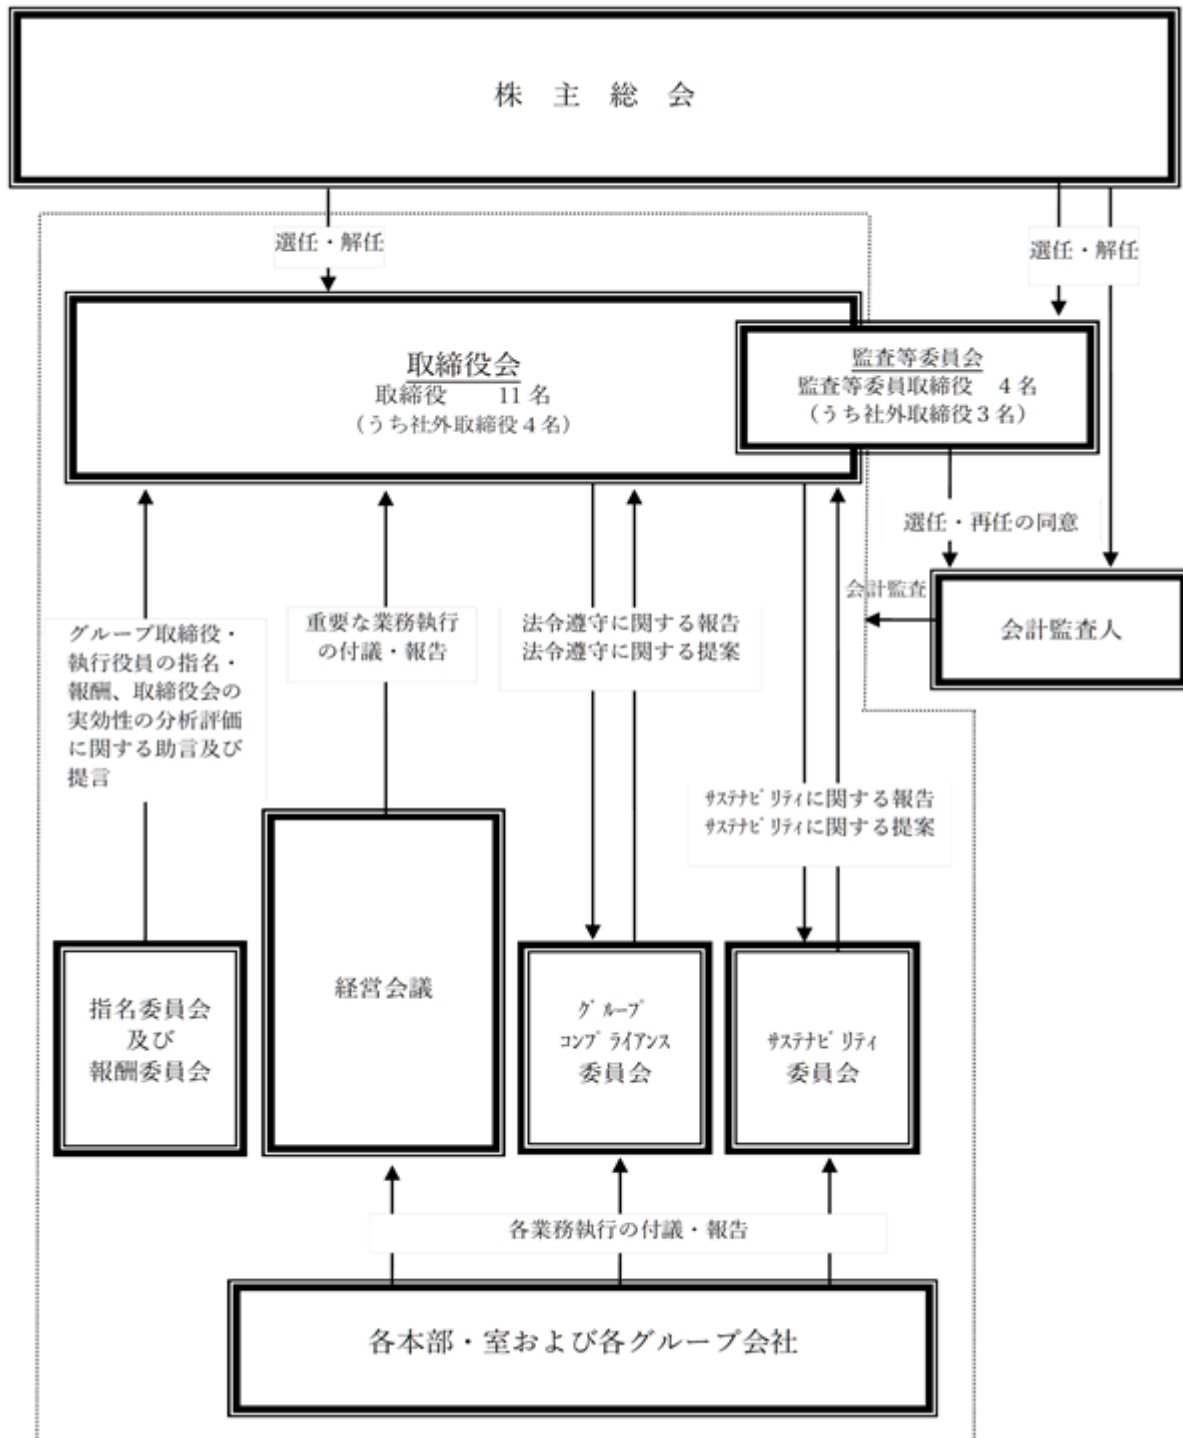 株 主 総 会
選任・解任
選任・解任
取締役会
取締役 11 名
（うち社外取締役４名）
監査等委員会
監査等委員取締役 ４名
（うち社外取締役３名）
選任・再任の同意
会計監査
会計監査人
グループ取締役・
執行役員の指名・
報酬、取締役会の
実効性の分析評価
に関する助言及び
提言
重要な業務執行
の付議・報告
法令遵守に関する報告
法令遵守に関する提案
ｻｽﾃﾅﾋﾞﾘﾃｨに関する報告
ｻｽﾃﾅﾋﾞﾘﾃｨに関する提案
指名委員会
及び
報酬委員会
経営会議
ｸﾞﾙｰﾌﾟ
ｺﾝﾌﾟﾗｲｱﾝｽ
委員会
ｻｽﾃﾅﾋﾞﾘﾃｨ
委員会
各業務執行の付議・報告
各本部・室および各グループ会社